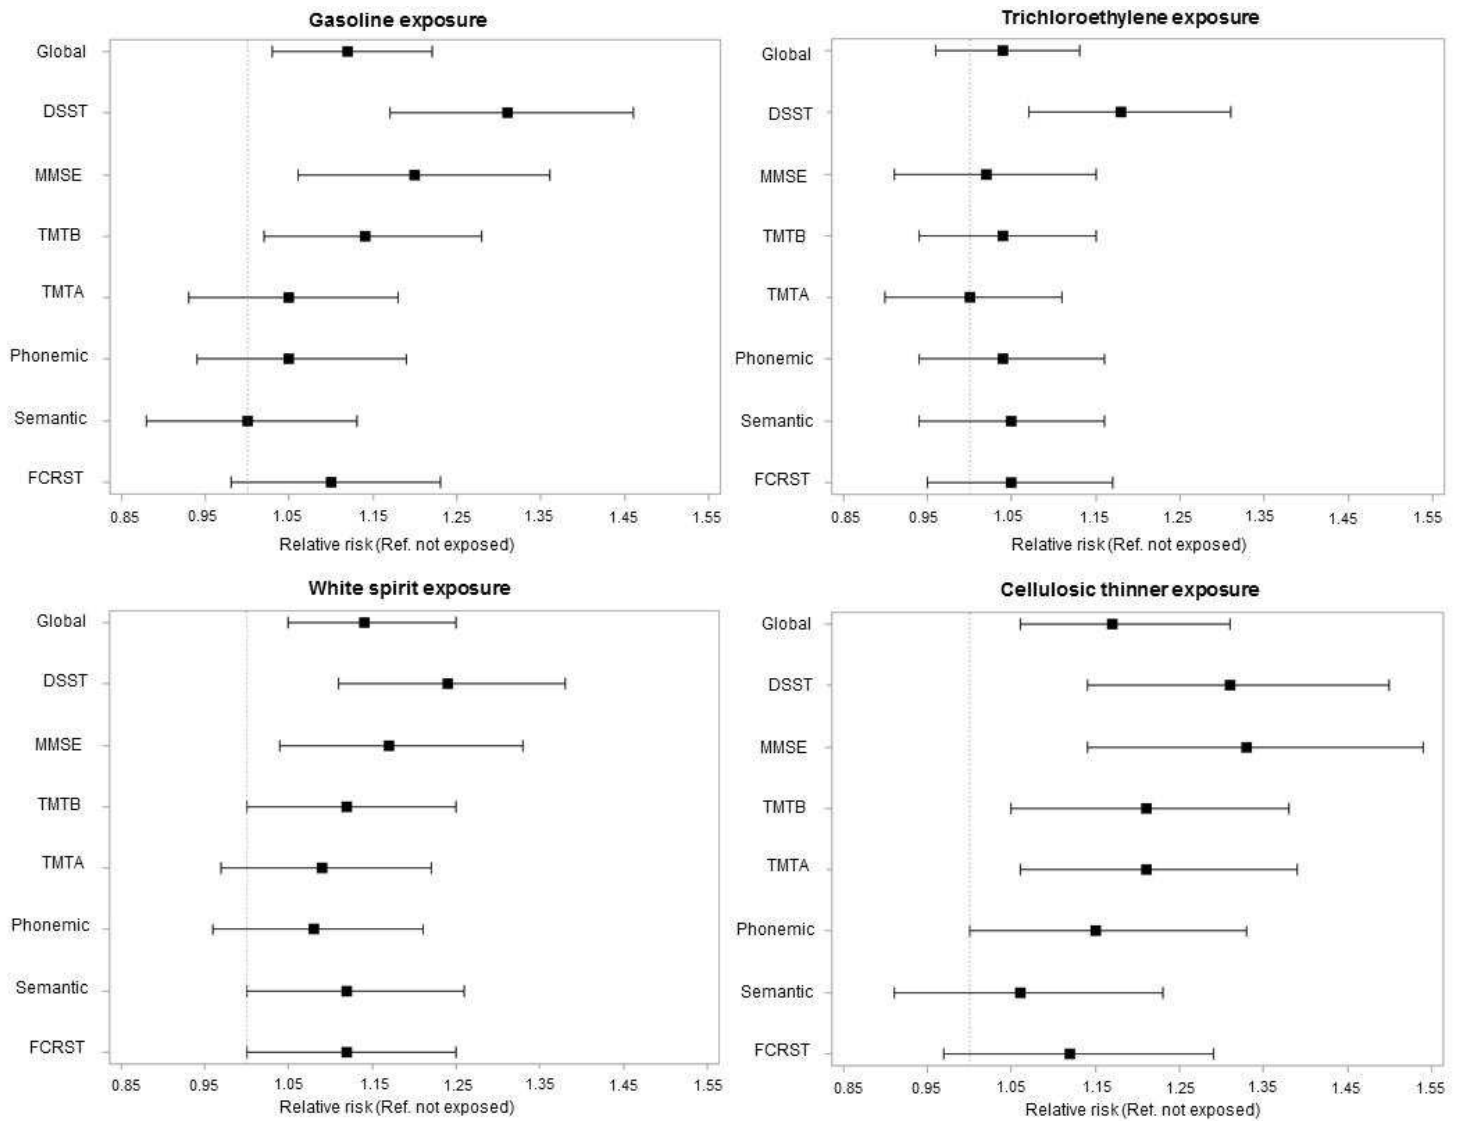 Gasoline exposure
Global
DSST
MMSE
TMTB
TMTA
Phonemic
Semantic
FCRST
0.85 0.95 1.05 1.15 1.25 1.35 1.45 1.55
Relative risk (Ref. not exposed)
Trichloroethylene exposure
Global
DSST
MMSE
TMTB
TMTA
Phonemic
Semantic
FCRST
0.85 0.95 1.05 1.15 1.25 1.35 1.45 1.55
Relative risk (Ref. not exposed)
White spirit exposure
Global
DSST
MMSE
TMTB
TMTA
Phonemic
Semantic
FCRST
0.85 0.95 1.05 1.15 1.25 1.35 1.45 1.55
Relative risk (Ref. not exposed)
Cellulosic thinner exposure
Global
DSST
MMSE
TMTB
TMTA
Phonemic
Semantic
FCRST
0.85 0.95 1.05 1.15 1.25 1.35 1.45 1.55
Relative risk (Ref. not exposed)